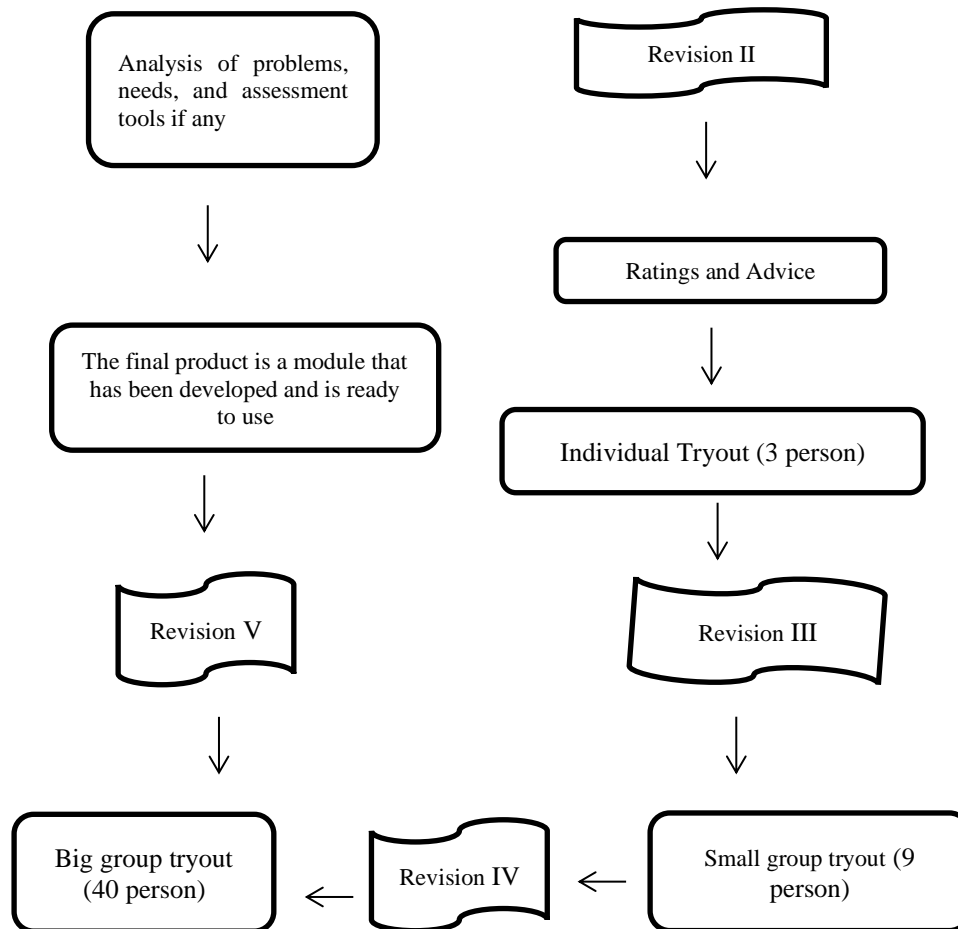 Analysis of problems,
needs, and assessment
tools if any
The final product is a module that
has been developed and is ready
to use
Revision V
Big group tryout
(40 person)
Revision II
Ratings and Advice
Individual Tryout (3 person)
Revision III
Small group tryout (9
person)
Revision IV